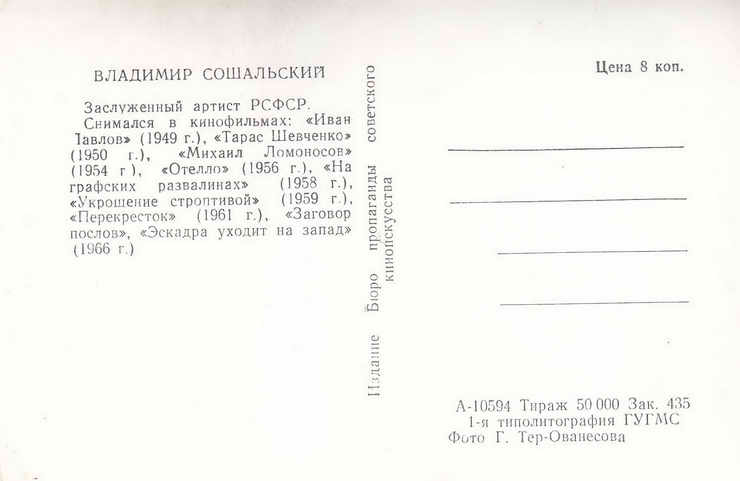 ВЛАДИМИР СОШАЛЬСКИЙ
Заслуженный артист РСФСР.
Снимался в кинофильмах: «Иван
Павлов» (1949 г.), «Тарас Шевченко»
(1950 г.), «Михаил Ломоносов»
(1954 г), «Отелло» (1956 г.), «На
графских развалинах» (1958 г.),
«Укрощение строптивой» (1959 г.),
«Перекресток» (1961 г.), «Заговор
послов», «Эскадра уходит на запад»
(1966 г.)
Издание Бюро пропаганды советского
киноискусства
Цена 8 коп.
А-10594 Тираж 50 000 Зак. 435
1-я типолитография ГУГМС
Фото Г. Тер-Ованесова